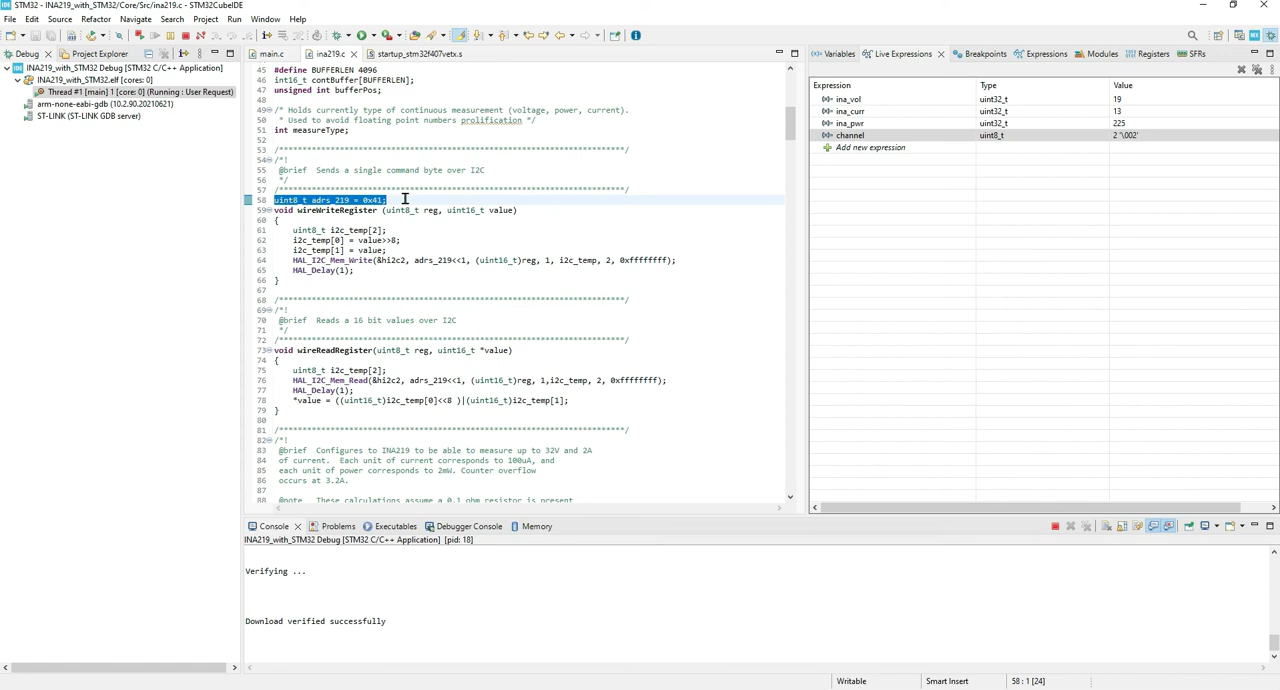 STM32 - INA219_with_STM32/Core/Src/ina219.c - STM32CubeIDE
File Edit Source Refactor Navigate Search Project Run Window Help
Debug Project Explorer
INA219_with_STM32 Debug [STM32 C/C++ Application]
INA219_with_STM32.elf [cores: 0]
Thread #1 [main] 1 [core: 0] (Running : User Request)
arm-none-eabi-gdb (10.2.90.20210621)
ST-LINK (ST-LINK GDB server)
main.c ina219.c startup_stm32f407vetx.s
45 #define BUFFERLEN 4096
46 int16_t contBuffer[BUFFERLEN];
47 unsigned int bufferPos;
48
49 /* Holds currently type of continuous measurement (voltage, power, current).
50 * Used to avoid floating point numbers prolification */
51 int measureType;
52
53 /**************************************************************************/
54 /*!
55 @brief Sends a single command byte over I2C
56 */
57 /**************************************************************************/
58 uint8_t adrs_219 = 0x41;
59 void wireWriteRegister (uint8_t reg, uint16_t value)
60 {
61 uint8_t i2c_temp[2];
62 i2c_temp[0] = value>>8;
63 i2c_temp[1] = value;
64 HAL_I2C_Mem_Write(&hi2c2, adrs_219<<1, (uint16_t)reg, 1, i2c_temp, 2, 0xffffffff);
65 HAL_Delay(1);
66 }
67
68 /**************************************************************************/
69 /*!
70 @brief Reads a 16 bit values over I2C
71 */
72 /**************************************************************************/
73 void wireReadRegister(uint8_t reg, uint16_t *value)
74 {
75 uint8_t i2c_temp[2];
76 HAL_I2C_Mem_Read(&hi2c2, adrs_219<<1, (uint16_t)reg, 1,i2c_temp, 2, 0xffffffff);
77 HAL_Delay(1);
78 *value = ((uint16_t)i2c_temp[0]<<8 )|(uint16_t)i2c_temp[1];
79 }
80
81 /**************************************************************************/
82 /*!
83 @brief Configures to INA219 to be able to measure up to 32V and 2A
84 of current. Each unit of current corresponds to 100uA, and
85 each unit of power corresponds to 2mW. Counter overflow
86 occurs at 3.2A.
87
88 @note These calculations assume a 0.1 ohm resistor is present
Variables Live Expressions Breakpoints Expressions Modules Registers SFRs
Expression Type Value
ina_vol uint32_t 19
ina_curr uint32_t 13
ina_pwr uint32_t 225
channel uint8_t 2 '\002'
Add new expression
Console Problems Executables Debugger Console Memory
INA219_with_STM32 Debug [STM32 C/C++ Application] [pid: 18]
Verifying ...
Download verified successfully
Writable Smart Insert 58 : 1 [24]